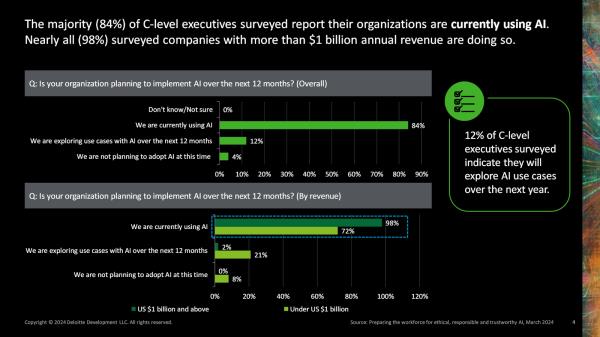 The majority (84%) of C-level executives surveyed report their organizations are currently using AI.
Nearly all (98%) surveyed companies with more than $1 billion annual revenue are doing so.
Q: Is your organization planning to implement AI over the next 12 months? (Overall)
Don't know/Not sure 0%
We are currently using AI 84%
We are exploring use cases with AI over the next 12 months 12%
We are not planning to adopt AI at this time 4%
0% 10% 20% 30% 40% 50% 60% 70% 80% 90%
12% of C-level
executives surveyed
indicate they will
explore AI use cases
over the next year.
Q: Is your organization planning to implement AI over the next 12 months? (By revenue)
We are currently using AI 98%
72%
We are exploring use cases with AI over the next 12 months 2%
21%
We are not planning to adopt AI at this time 0%
8%
0% 20% 40% 60% 80% 100% 120%
US $1 billion and above Under US $1 billion
Copyright © 2024 Deloitte Development LLC. All rights reserved. Source: Preparing the workforce for ethical, responsible and trustworthy AI, March 2024 4